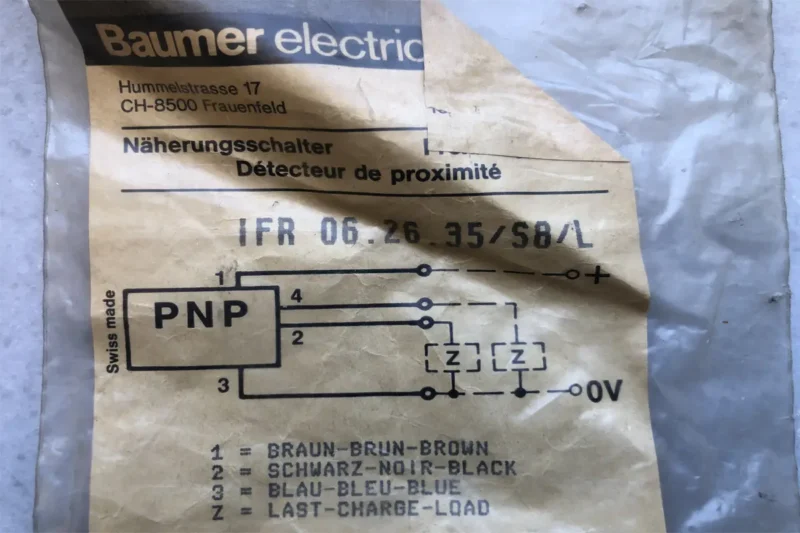 Baumer electric
Hummelstrasse 17
CH-8500 Frauenfeld
Näherungsschalter
Détecteur de proximité
IFR 06.26.35/S8/L
1
+
PNP
4
2
Z Z
3
0V
Swiss made
1 = BRAUN-BRUN-BROWN
2 = SCHWARZ-NOIR-BLACK
3 = BLAU-BLEU-BLUE
Z = LAST-CHARGE-LOAD